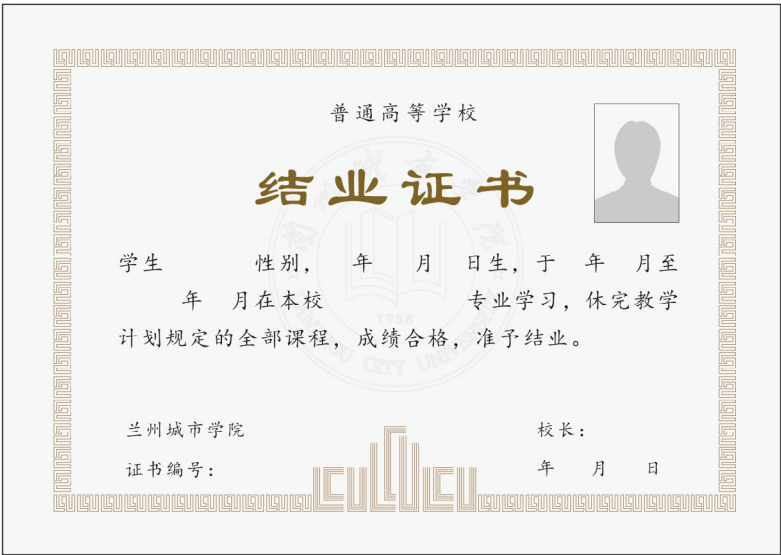 普通高等学校
结业证书
学生 性别， 年 月 日生，于 年 月至
年 月在本校 专业学习，休完教学
计划规定的全部课程，成绩合格，准予结业。
1958
CITY
兰州城市学院 校长：
证书编号： 年 月 日